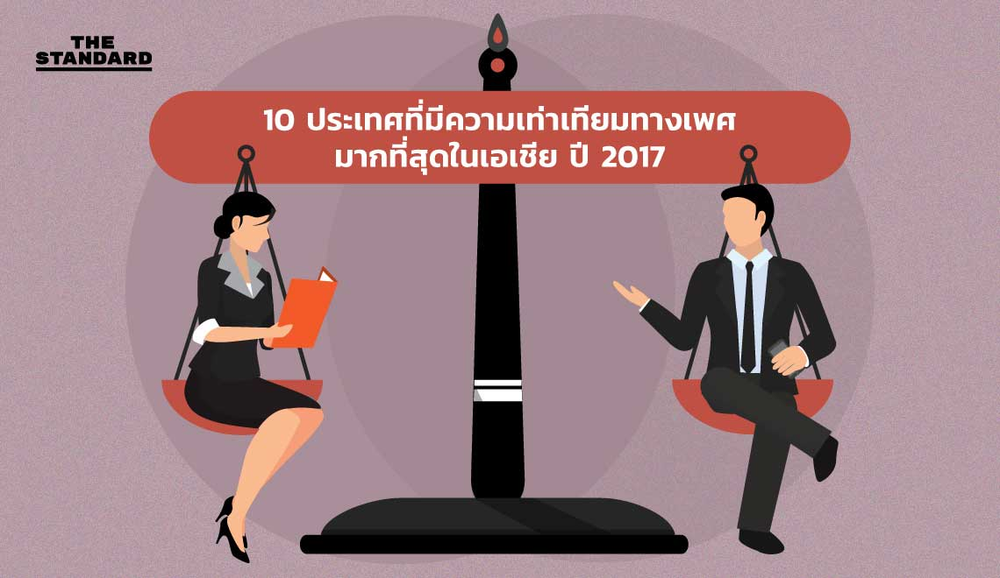 THE
STANDARD
10 ประเทศที่มีความเท่าเทียมทางเพศ
มากที่สุดในเอเชีย ปี 2017